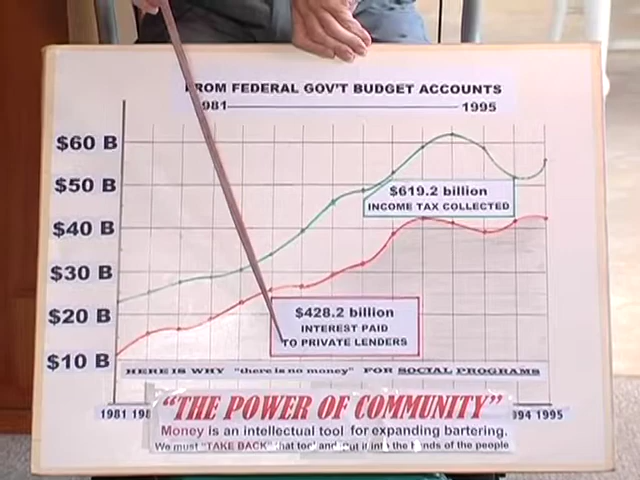 FROM FEDERAL GOV'T BUDGET ACCOUNTS
1981 1995
$60 B
$50 B
$40 B
$30 B
$20 B
$10 B
$619.2 billion
INCOME TAX COLLECTED
$428.2 billion
INTEREST PAID
TO PRIVATE LENDERS
HERE IS WHY "there is no money" FOR SOCIAL PROGRAMS
1981 198 994 1995
"THE POWER OF COMMUNITY"
Money is an intellectual tool for expanding bartering.
We must "TAKE BACK" that tool and put it into the hands of the people